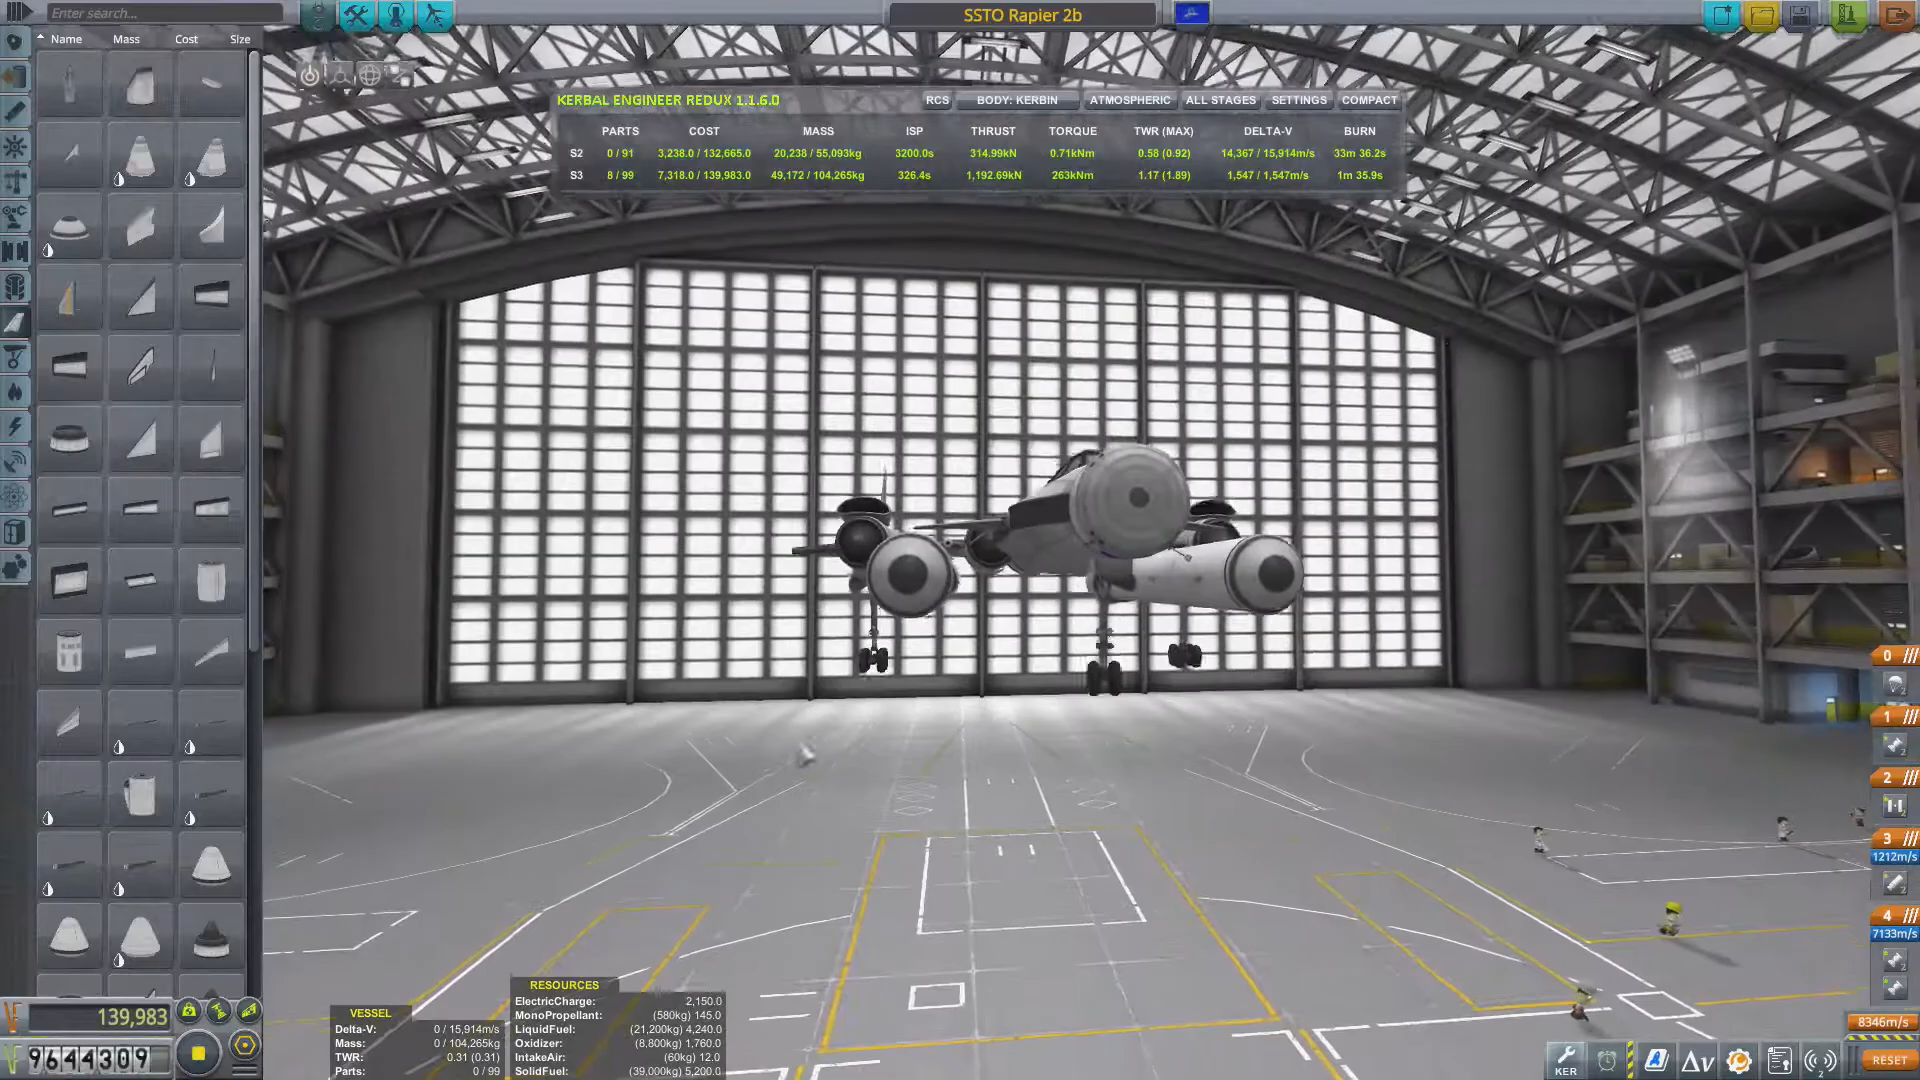 Enter search...
SSTO Rapier 2b
Name Mass Cost Size
KERBAL ENGINEER REDUX 1.1.6.0 RCS BODY: KERBIN ATMOSPHERIC ALL STAGES SETTINGS COMPACT
PARTS COST MASS ISP THRUST TORQUE TWR (MAX) DELTA-V BURN
S2 0 / 91 3,238.0 / 132,665.0 20,238 / 55,093kg 3200.0s 314.99kN 0.71kNm 0.58 (0.92) 14,367 / 15,914m/s 33m 36.2s
S3 8 / 99 7,318.0 / 139,983.0 49,172 / 104,265kg 326.4s 1,192.69kN 263kNm 1.17 (1.89) 1,547 / 1,547m/s 1m 35.9s
0
2
1
2
2
2
3
1212m/s
2
4
7133m/s
2
2
8346m/s
RESET
139,983
9644309
VESSEL
Delta-V: 0 / 15,914m/s
Mass: 0 / 104,265kg
TWR: 0.31 (0.31)
Parts: 0 / 99
RESOURCES
ElectricCharge: 2,150.0
MonoPropellant: (580kg) 145.0
LiquidFuel: (21,200kg) 4,240.0
Oxidizer: (8,800kg) 1,760.0
IntakeAir: (60kg) 12.0
SolidFuel: (39,000kg) 5,200.0
KER
Δv
2